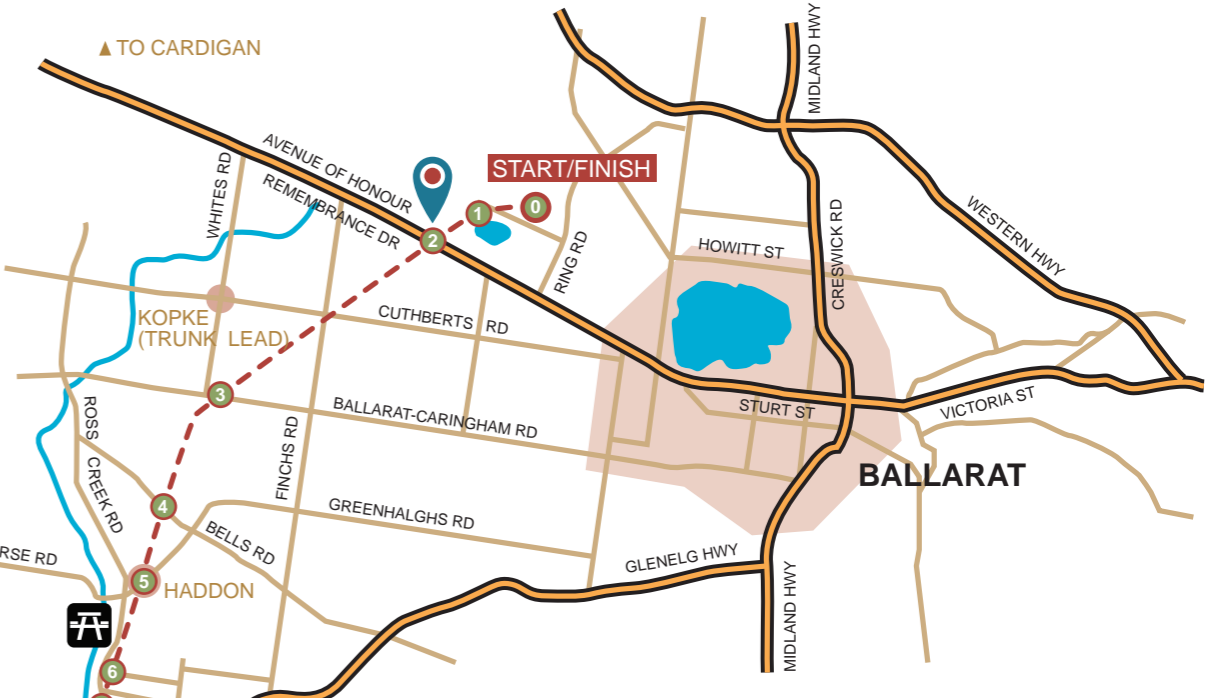 TO CARDIGAN
MIDLAND HWY
AVENUE OF HONOUR
REMEMBRANCE DR
WHITES RD
START/FINISH
0
1
2
RING RD
HOWITT ST
CRESWICK RD
WESTERN HWY
KOPKE
(TRUNK LEAD)
CUTHBERTS RD
3
BALLARAT-CARINGHAM RD
STURT ST
VICTORIA ST
BALLARAT
ROSS CREEK RD
FINCHS RD
4
BELLS RD
GREENHALGHS RD
GLENELG HWY
MIDLAND HWY
RSE RD
5
HADDON
6